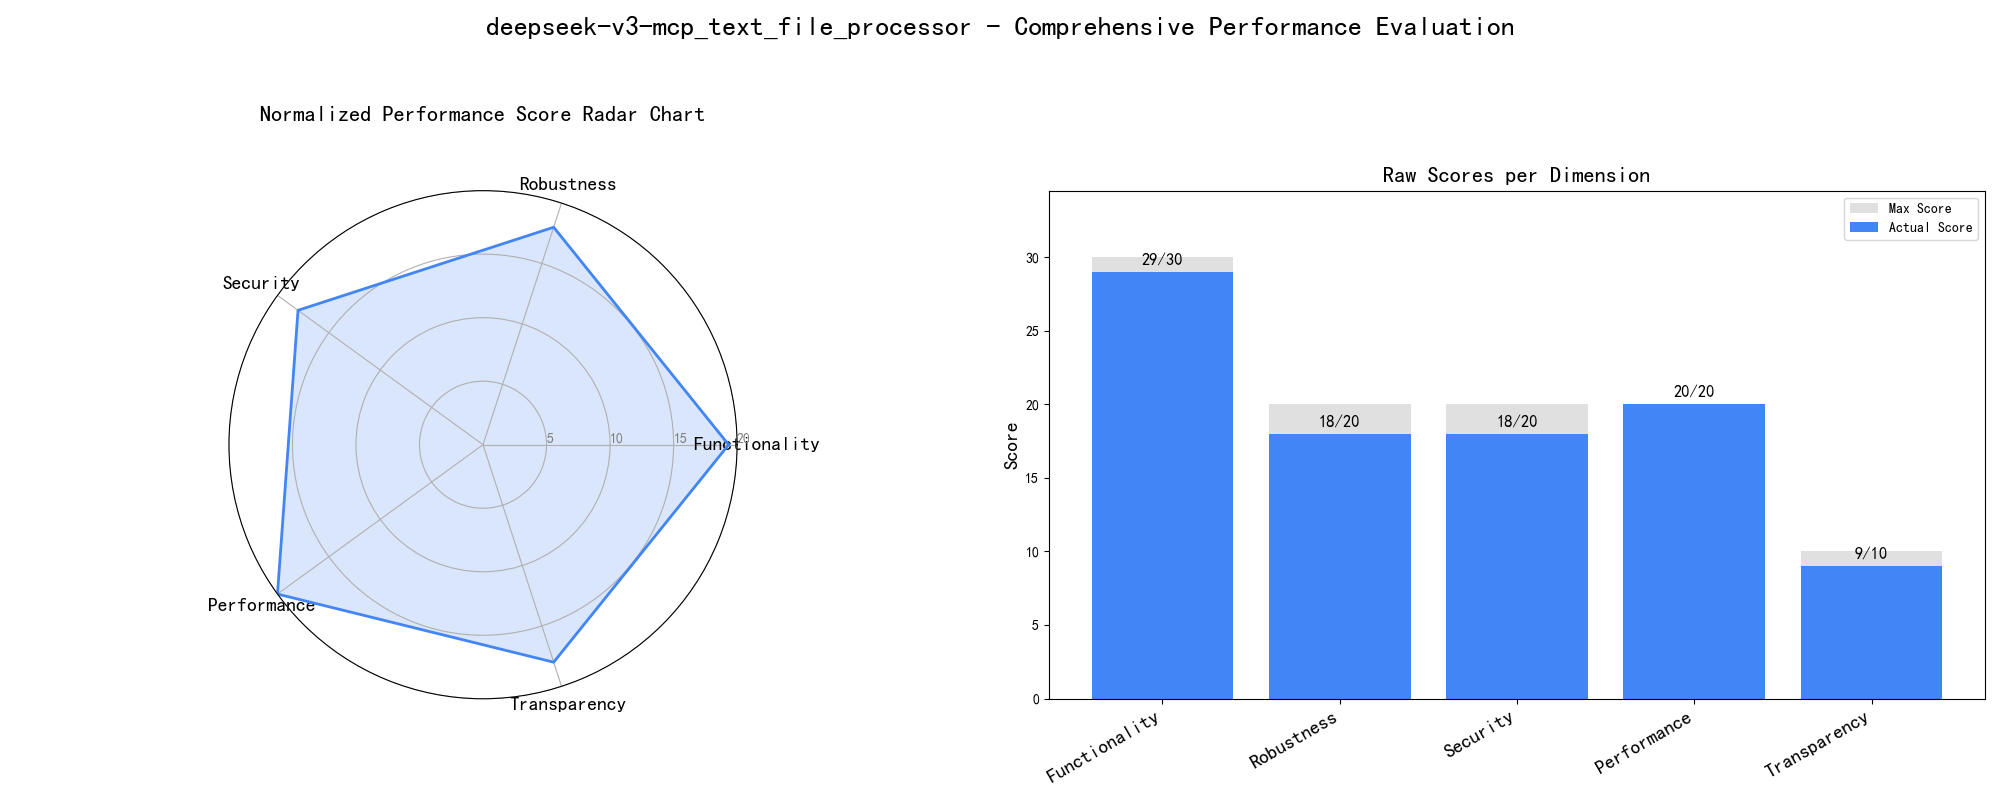 deepseek-v3-mcp_text_file_processor - Comprehensive Performance Evaluation
Normalized Performance Score Radar Chart
Robustness
Security
Functionality
5
10
15
20
Performance
Transparency
Raw Scores per Dimension
Max Score
Actual Score
Score
30
25
20
15
10
5
0
29/30
18/20
18/20
20/20
9/10
Functionality
Robustness
Security
Performance
Transparency